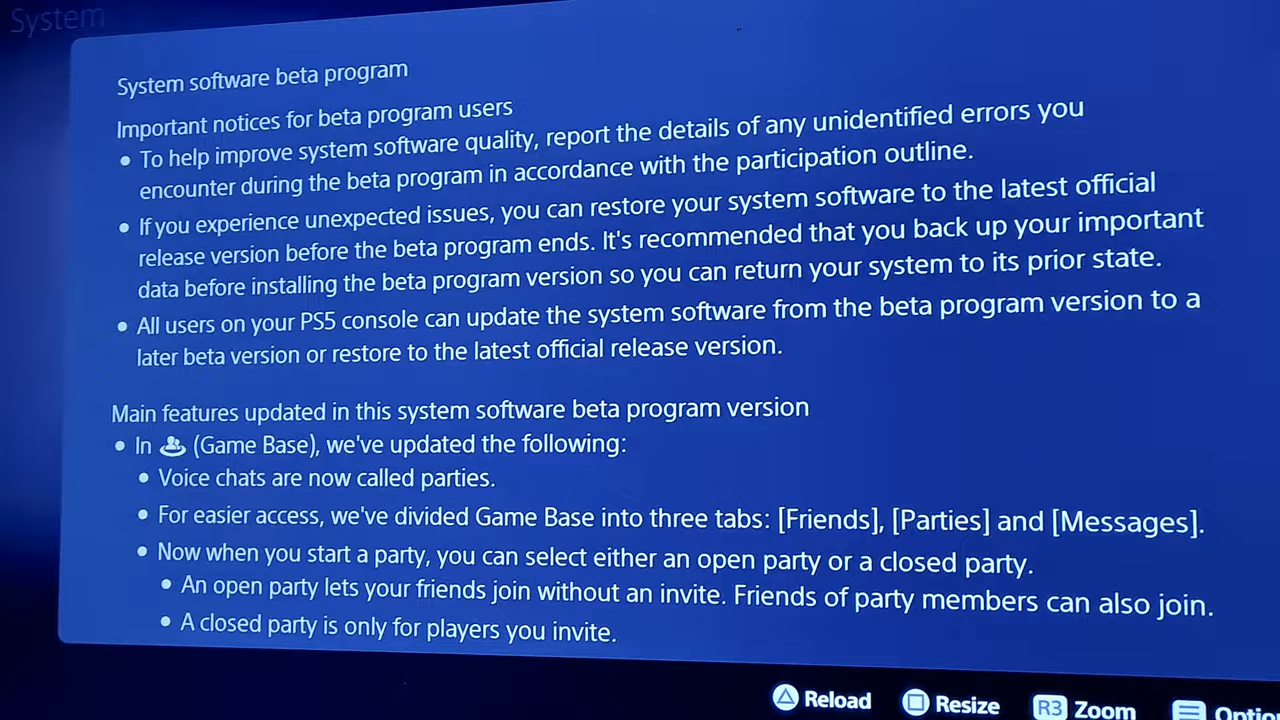 System
System software beta program
Important notices for beta program users
• To help improve system software quality, report the details of any unidentified errors you
encounter during the beta program in accordance with the participation outline.
• If you experience unexpected issues, you can restore your system software to the latest official
release version before the beta program ends. It's recommended that you back up your important
data before installing the beta program version so you can return your system to its prior state.
• All users on your PS5 console can update the system software from the beta program version to a
later beta version or restore to the latest official release version.
Main features updated in this system software beta program version
• In (Game Base), we've updated the following:
• Voice chats are now called parties.
• For easier access, we've divided Game Base into three tabs: [Friends], [Parties] and [Messages].
• Now when you start a party, you can select either an open party or a closed party.
• An open party lets your friends join without an invite. Friends of party members can also join.
• A closed party is only for players you invite.
Reload Resize R3 Zoom Optio